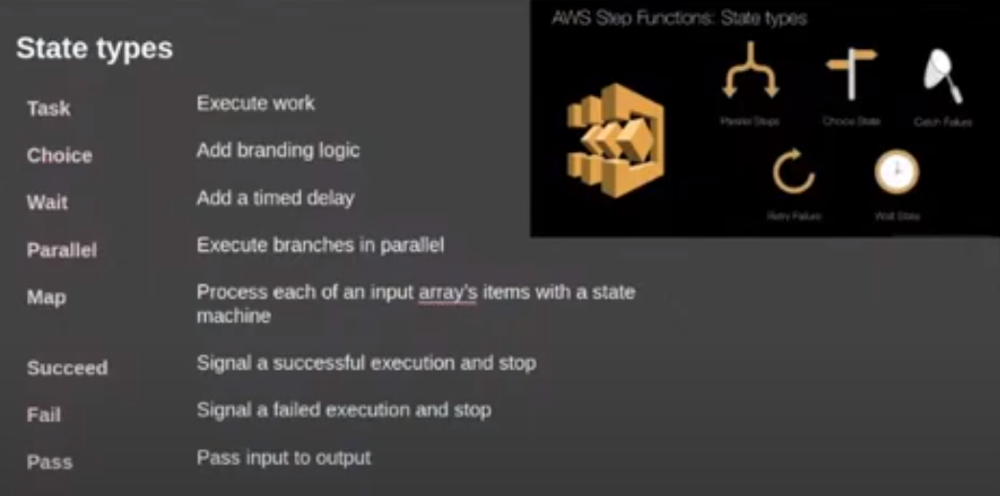 State types
Task
Execute work
Choice
Add branding logic
Wait
Add a timed delay
Parallel
Execute branches in parallel
Map
Process each of an input array's items with a state
machine
Succeed
Signal a successful execution and stop
Fail
Signal a failed execution and stop
Pass
Pass input to output
AWS Step Functions: State types
Parallel Steps
Choice State
Catch Failure
Retry Failure
Wait State